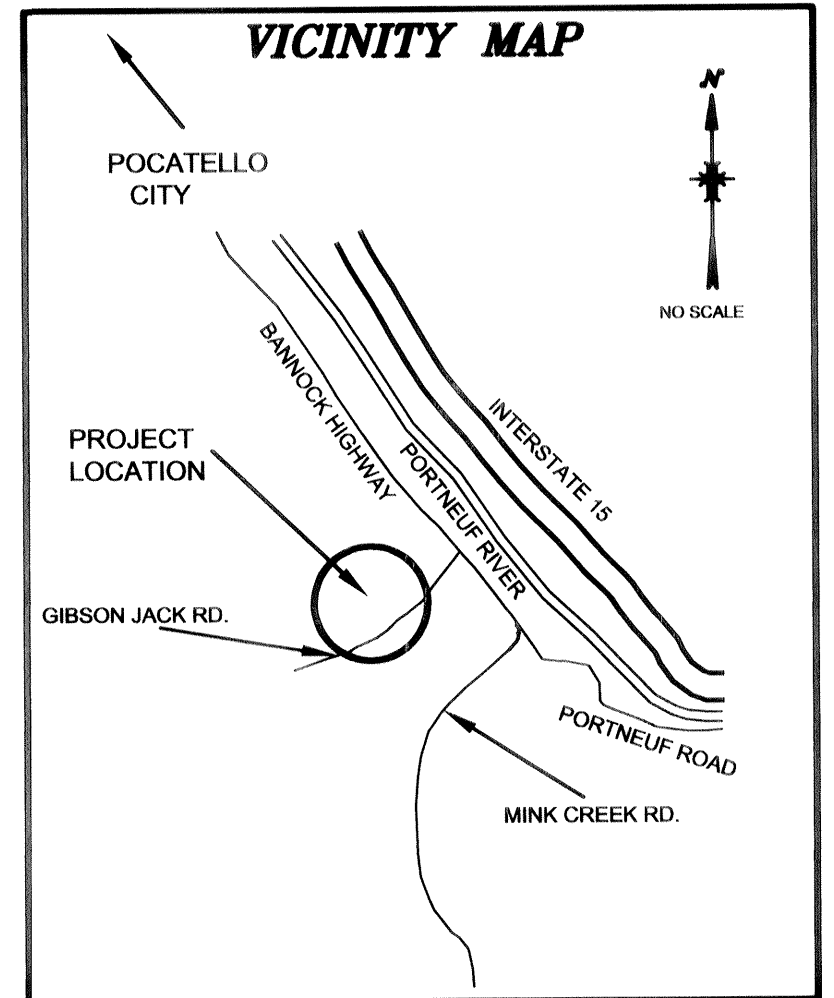 VICINITY MAP
N
POCATELLO
CITY
NO SCALE
BANNOCK HIGHWAY
INTERSTATE 15
PROJECT
LOCATION
PORTNEUF RIVER
GIBSON JACK RD.
PORTNEUF ROAD
MINK CREEK RD.